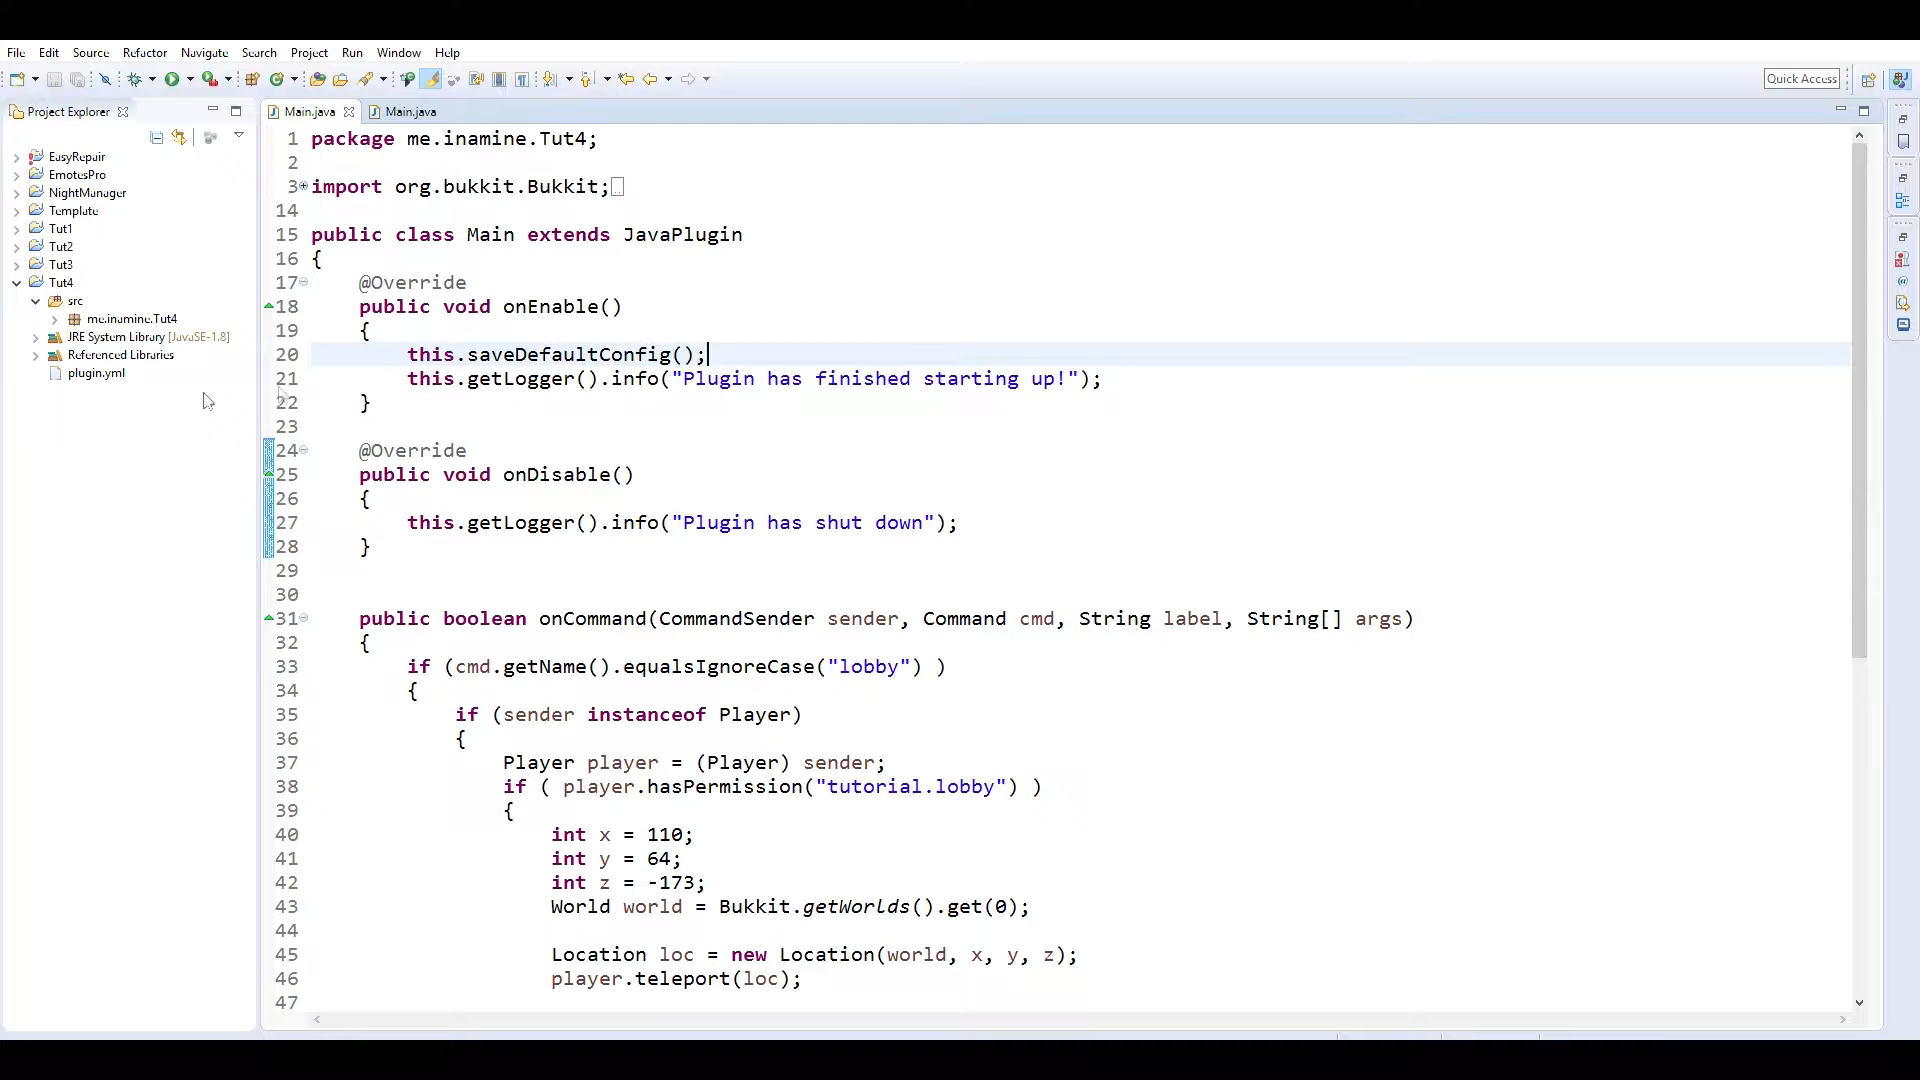 File Edit Source Refactor Navigate Search Project Run Window Help
Quick Access
Project Explorer
EasyRepair
EmotesPro
NightManager
Template
Tut1
Tut2
Tut3
Tut4
src
me.inamine.Tut4
JRE System Library [JavaSE-1.8]
Referenced Libraries
plugin.yml
Main.java Main.java
1 package me.inamine.Tut4;
2
3 import org.bukkit.Bukkit;
14
15 public class Main extends JavaPlugin
16 {
17 @Override
18 public void onEnable()
19 {
20 this.saveDefaultConfig();
21 this.getLogger().info("Plugin has finished starting up!");
22 }
23
24 @Override
25 public void onDisable()
26 {
27 this.getLogger().info("Plugin has shut down");
28 }
29
30
31 public boolean onCommand(CommandSender sender, Command cmd, String label, String[] args)
32 {
33 if (cmd.getName().equalsIgnoreCase("lobby") )
34 {
35 if (sender instanceof Player)
36 {
37 Player player = (Player) sender;
38 if ( player.hasPermission("tutorial.lobby") )
39 {
40 int x = 110;
41 int y = 64;
42 int z = -173;
43 World world = Bukkit.getWorlds().get(0);
44
45 Location loc = new Location(world, x, y, z);
46 player.teleport(loc);
47